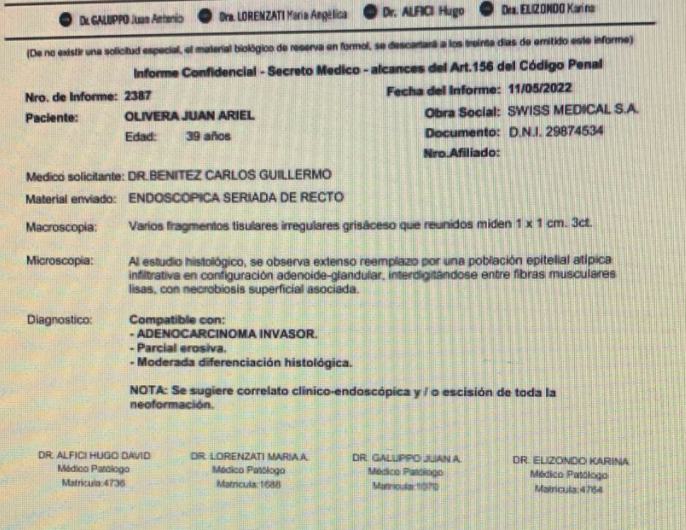 Dr. GALUPPO Juan Antonio Dra. LORENZATI María Angélica Dr. ALFICI Hugo Dra. ELIZONDO Karina
(De no existir una solicitud especial, el material biológico de reserva en formol, se descartará a los treinta dias de emitido este informe)
Informe Confidencial - Secreto Medico - alcances del Art.156 del Código Penal
Nro. de Informe: 2387 Fecha del Informe: 11/05/2022
Paciente: OLIVERA JUAN ARIEL Obra Social: SWISS MEDICAL S.A.
Edad: 39 años Documento: D.N.I. 29874534
Nro.Afiliado:
Medico solicitante: DR.BENITEZ CARLOS GUILLERMO
Material enviado: ENDOSCOPICA SERIADA DE RECTO
Macroscopia: Varios fragmentos tisulares irregulares grisáceso que reunidos miden 1 x 1 cm. 3ct.
Microscopia: Al estudio histológico, se observa extenso reemplazo por una población epitelial atípica
infiltrativa en configuración adenoide-glandular, interdigitándose entre fibras musculares
lisas, con necrobiosis superficial asociada.
Diagnostico: Compatible con:
- ADENOCARCINOMA INVASOR.
- Parcial erosiva.
- Moderada diferenciación histológica.
NOTA: Se sugiere correlato clínico-endoscópica y / o escisión de toda la
neoformación.
DR. ALFICI HUGO DAVID DR. LORENZATI MARIA A. DR. GALUPPO JUAN A. DR. ELIZONDO KARINA
Médico Patólogo Médico Patólogo Médico Patólogo Médico Patólogo
Matricula:4736 Matricula:1688 Matricula:1070 Matricula:4764